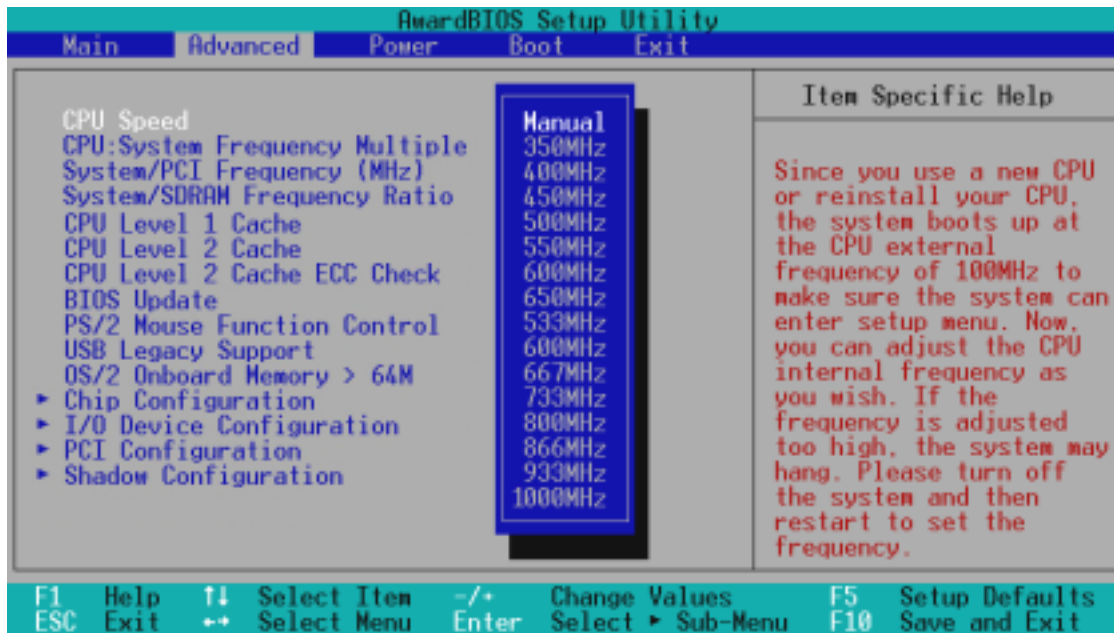 AwardBIOS Setup Utility
Main Advanced Power Boot Exit
CPU Speed
CPU:System Frequency Multiple
System/PCI Frequency (MHz)
System/SDRAM Frequency Ratio
CPU Level 1 Cache
CPU Level 2 Cache
CPU Level 2 Cache ECC Check
BIOS Update
PS/2 Mouse Function Control
USB Legacy Support
OS/2 Onboard Memory > 64M
► Chip Configuration
► I/O Device Configuration
► PCI Configuration
► Shadow Configuration
Manual
350MHz
400MHz
450MHz
500MHz
550MHz
600MHz
650MHz
533MHz
600MHz
667MHz
733MHz
800MHz
866MHz
933MHz
1000MHz
Item Specific Help
Since you use a new CPU
or reinstall your CPU,
the system boots up at
the CPU external
frequency of 100MHz to
make sure the system can
enter setup menu. Now,
you can adjust the CPU
internal frequency as
you wish. If the
frequency is adjusted
too high, the system may
hang. Please turn off
the system and then
restart to set the
frequency.
F1 Help ↑↓ Select Item -/+ Change Values F5 Setup Defaults
ESC Exit ←→ Select Menu Enter Select ► Sub-Menu F10 Save and Exit